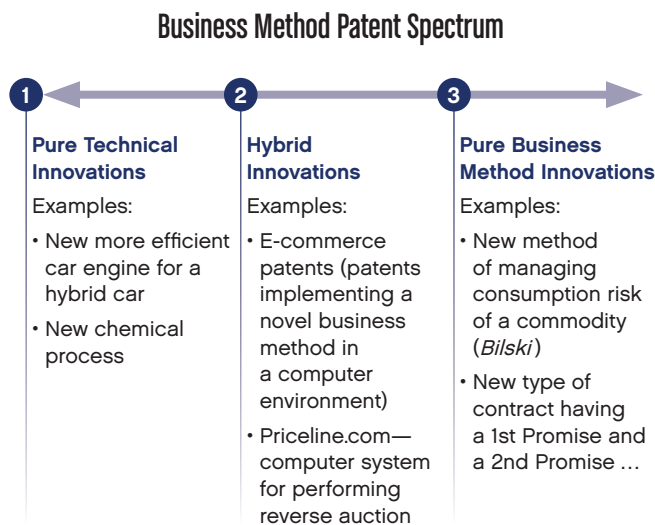 Business Method Patent Spectrum
1
2
3
Pure Technical
Innovations
Examples:
• New more efficient
car engine for a
hybrid car
• New chemical
process
Hybrid
Innovations
Examples:
• E-commerce
patents (patents
implementing a
novel business
method in
a computer
environment)
• Priceline.com—
computer system
for performing
reverse auction
Pure Business
Method Innovations
Examples:
• New method
of managing
consumption risk
of a commodity
(Bilski)
• New type of
contract having
a 1st Promise and
a 2nd Promise ...